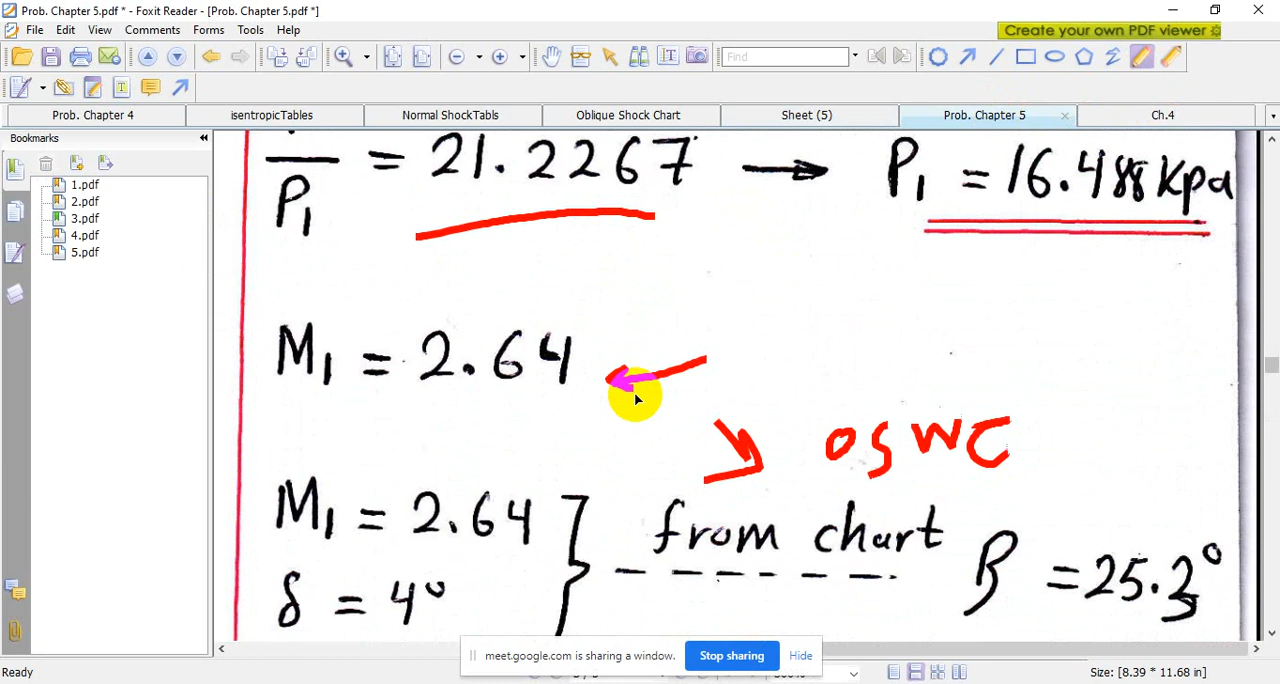 Prob. Chapter 5.pdf * - Foxit Reader - [Prob. Chapter 5.pdf *]
File Edit View Comments Forms Tools Help
Create your own PDF viewer
Find
Prob. Chapter 4 isentropicTables Normal ShockTable Oblique Shock Chart Sheet (5) Prob. Chapter 5 Ch.4
Bookmarks
1.pdf
2.pdf
3.pdf
4.pdf
5.pdf
P1 = 21.2267 → P1 = 16.488 Kpa
M1 = 2.64
OSWC
M1 = 2.64 } from chart β = 25.3°
δ = 4°
meet.google.com is sharing a window. Stop sharing Hide
Ready
Size: [8.39 * 11.68 in]